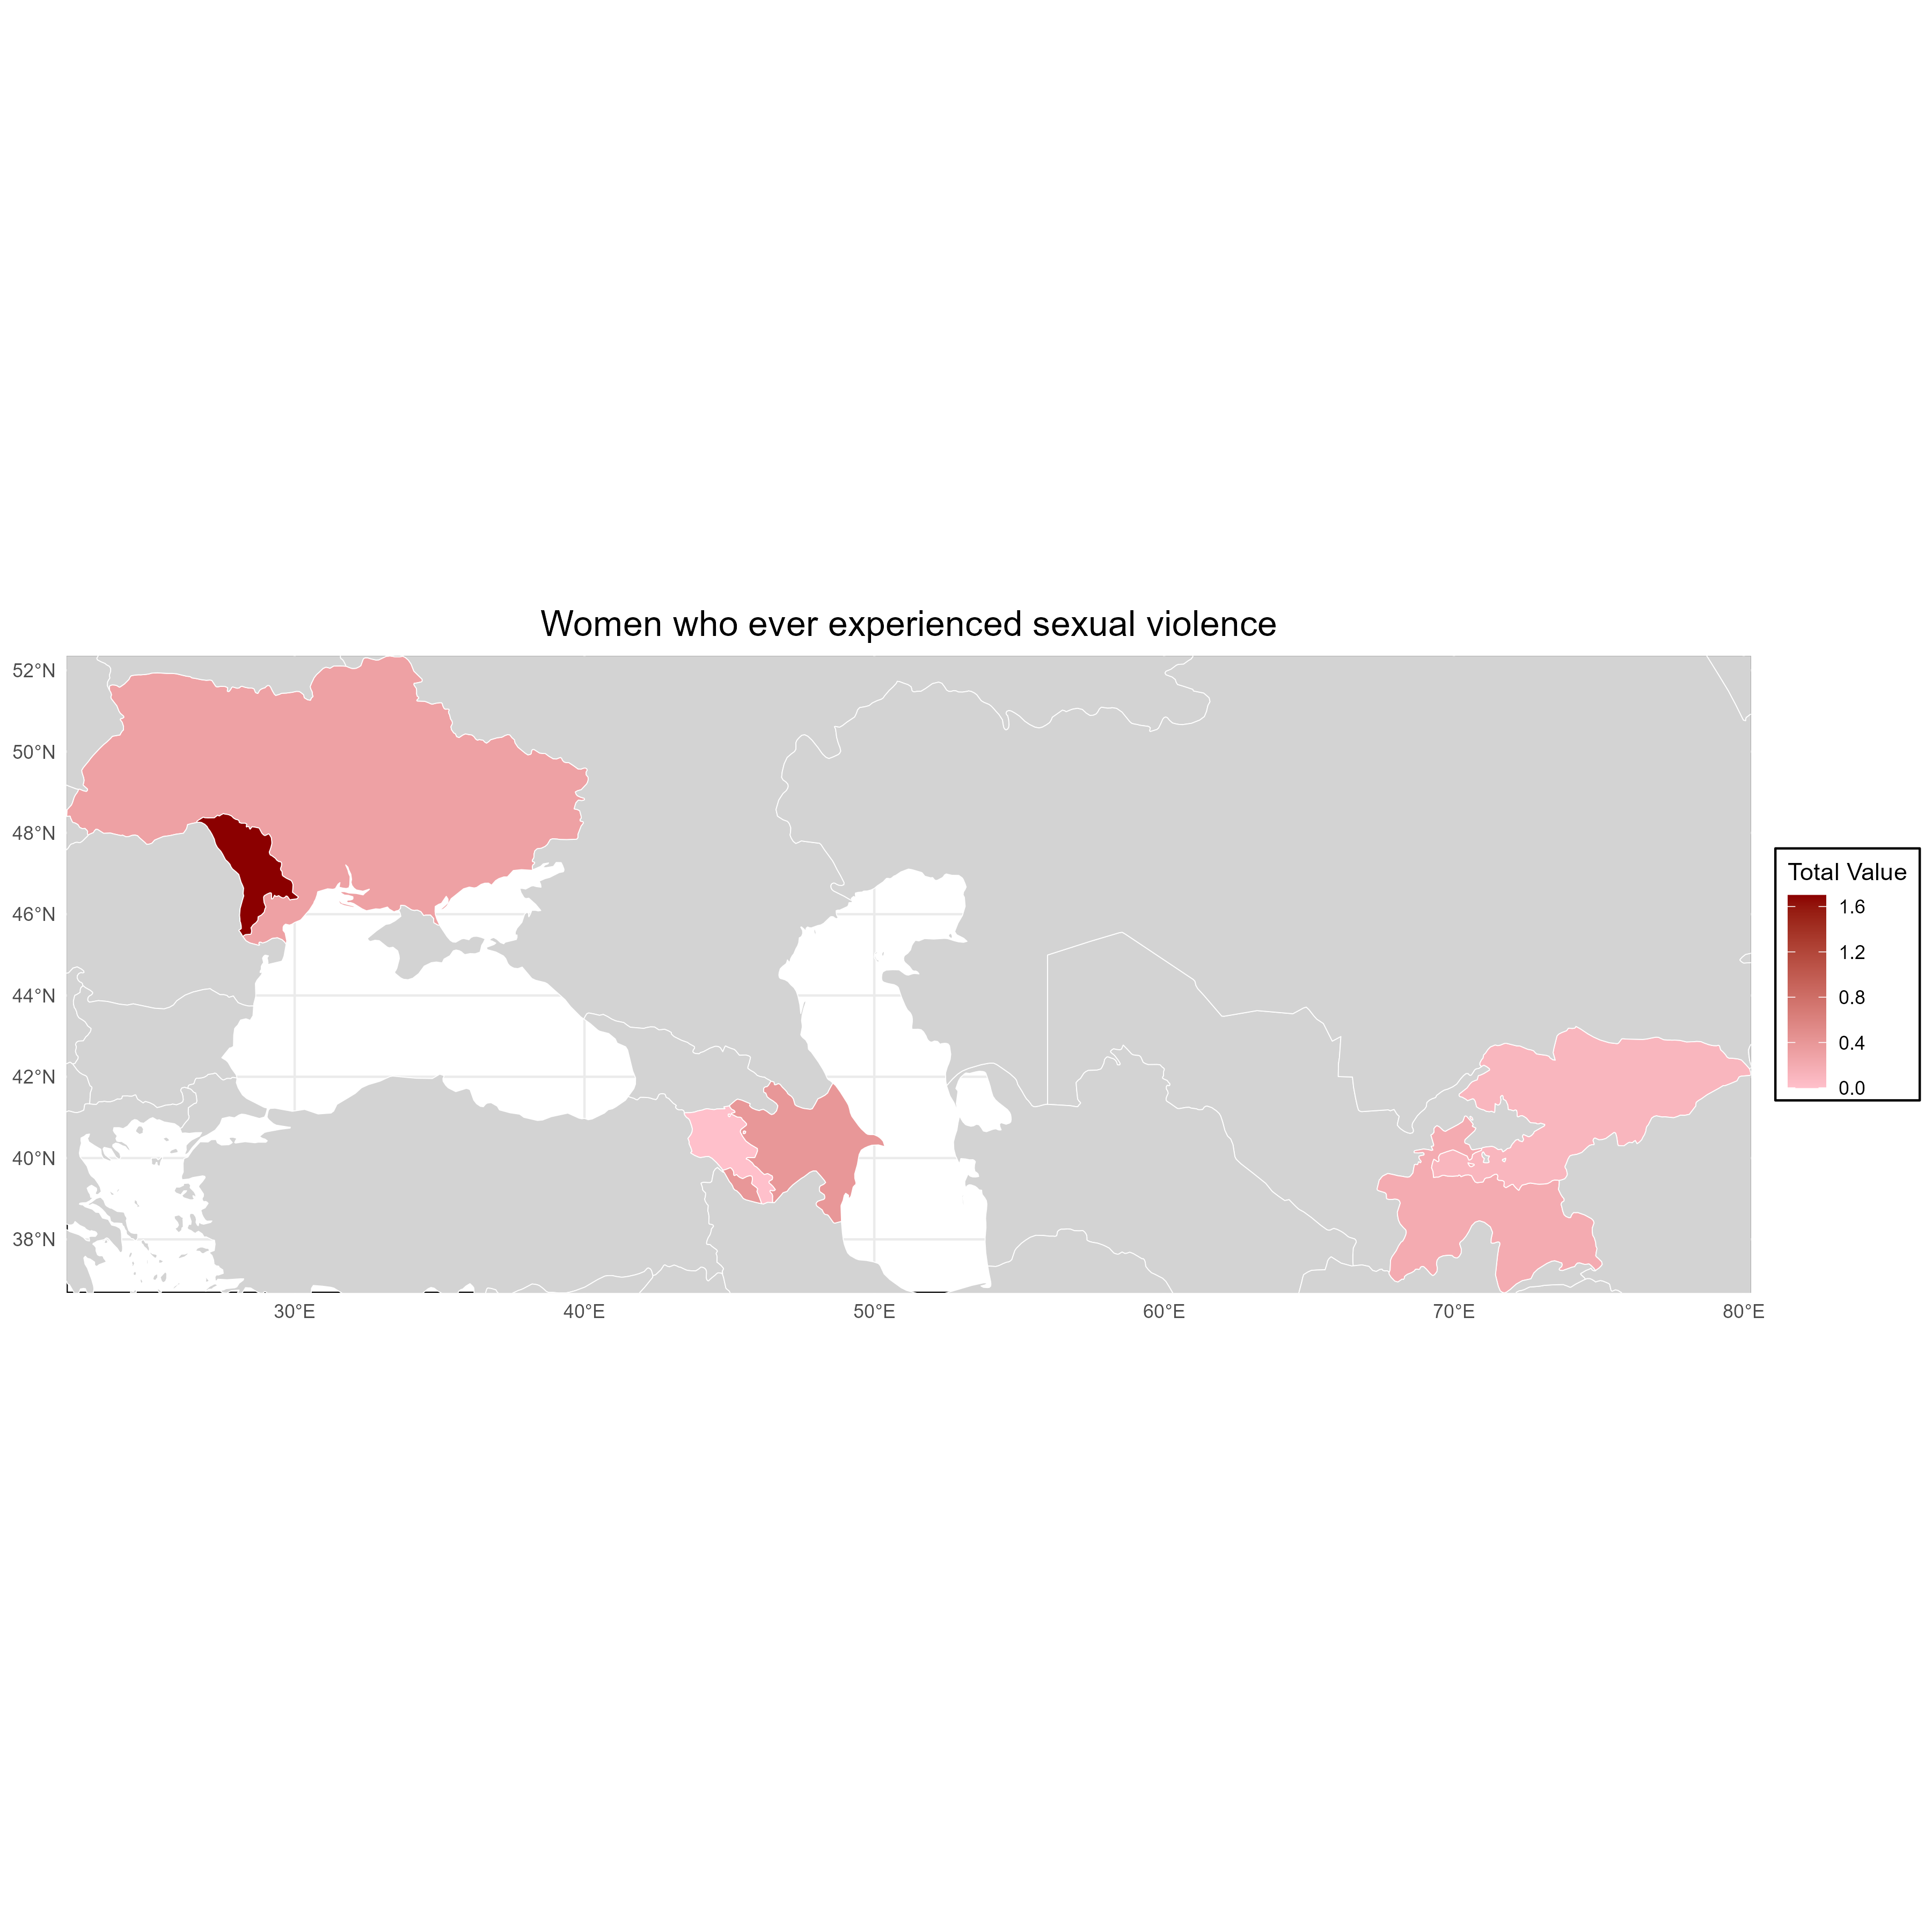 Women who ever experienced sexual violence
52°N
50°N
48°N
46°N
44°N
42°N
40°N
38°N
30°E
40°E
50°E
60°E
70°E
80°E
Total Value
1.6
1.2
0.8
0.4
0.0